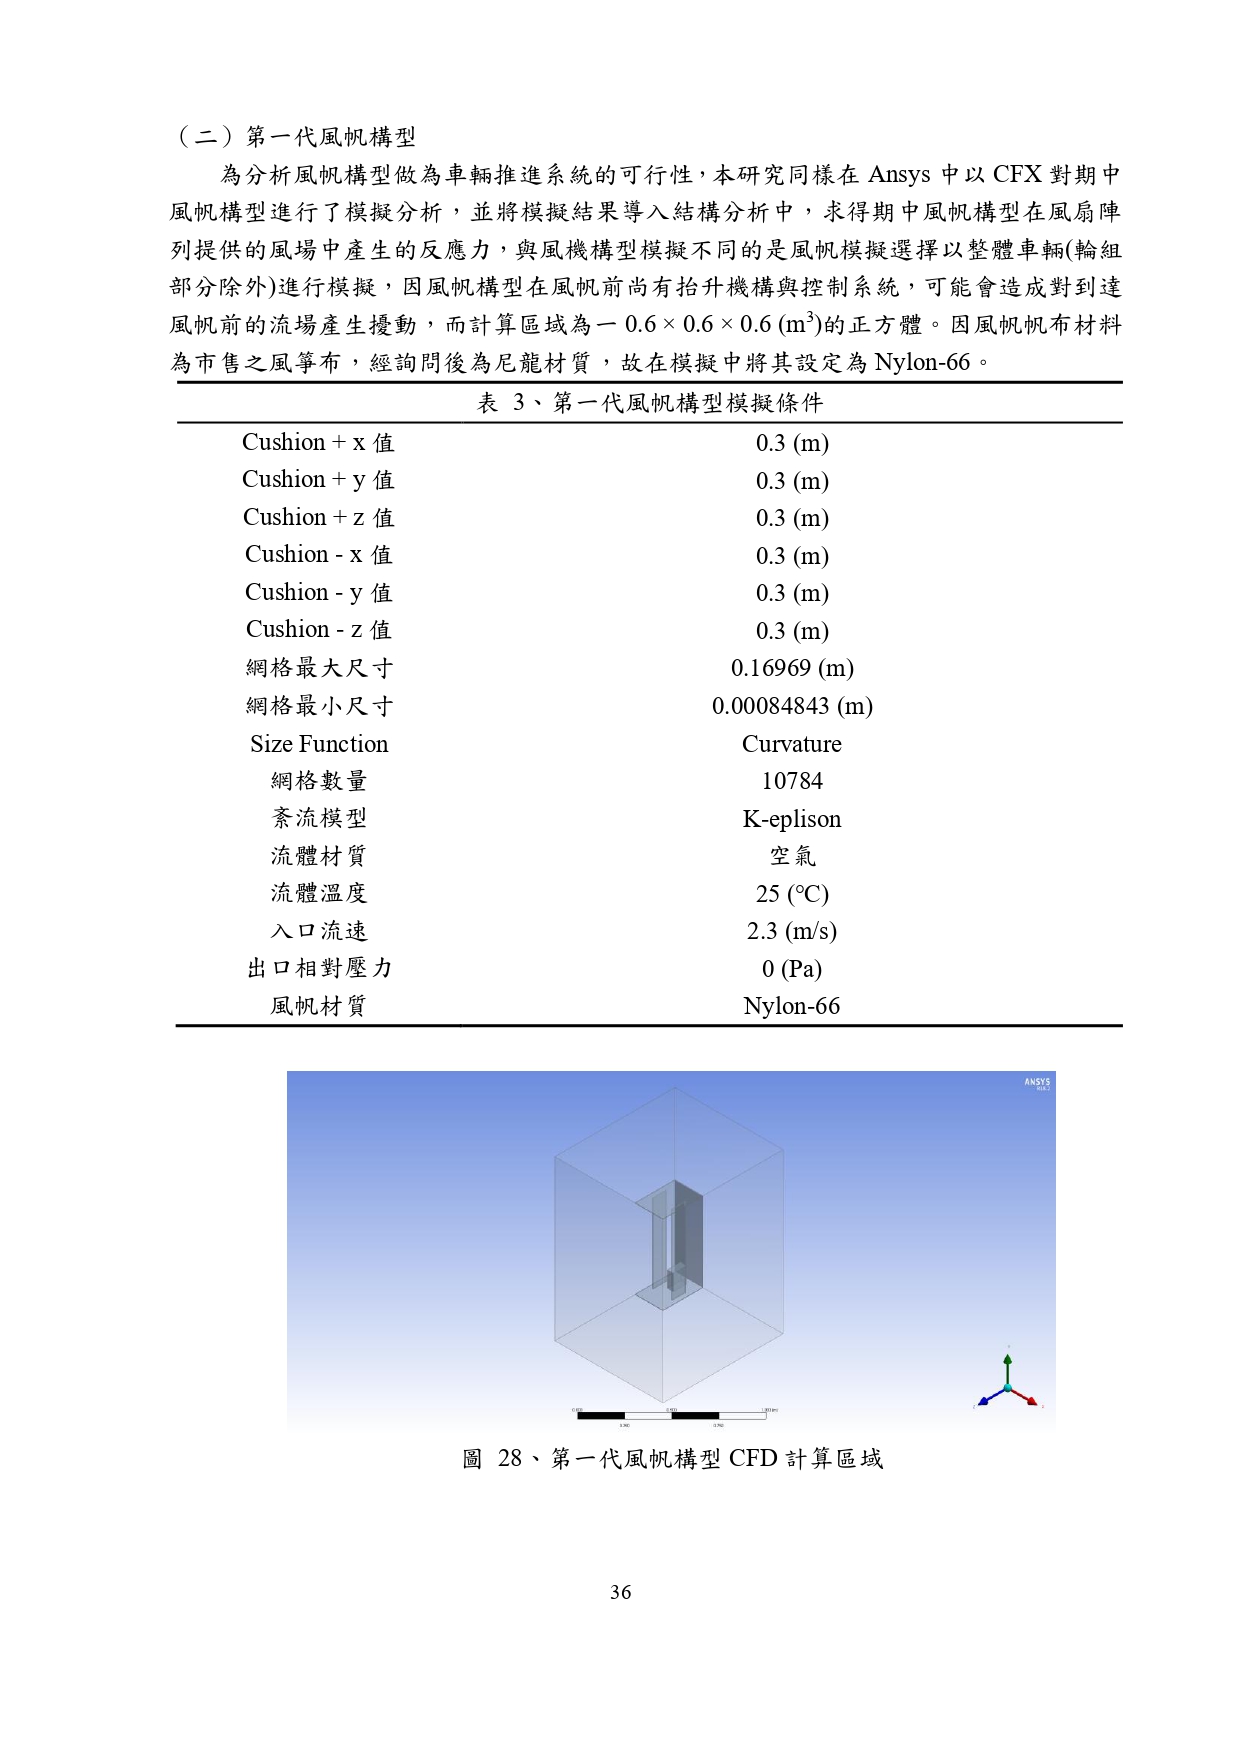 （二）第一代風帆構型
為分析風帆構型做為車輛推進系統的可行性，本研究同樣在 Ansys 中以 CFX 對期中
風帆構型進行了模擬分析，並將模擬結果導入結構分析中，求得期中風帆構型在風扇陣
列提供的風場中產生的反應力，與風機構型模擬不同的是風帆模擬選擇以整體車輛(輪組
部分除外)進行模擬，因風帆構型在風帆前尚有抬升機構與控制系統，可能會造成對到達
風帆前的流場產生擾動，而計算區域為一 0.6 × 0.6 × 0.6 (m³)的正方體。因風帆帆布材料
為市售之風箏布，經詢問後為尼龍材質，故在模擬中將其設定為 Nylon-66。
表 3、第一代風帆構型模擬條件
Cushion + x 值 0.3 (m)
Cushion + y 值 0.3 (m)
Cushion + z 值 0.3 (m)
Cushion - x 值 0.3 (m)
Cushion - y 值 0.3 (m)
Cushion - z 值 0.3 (m)
網格最大尺寸 0.16969 (m)
網格最小尺寸 0.00084843 (m)
Size Function Curvature
網格數量 10784
紊流模型 K-eplison
流體材質 空氣
流體溫度 25 (℃)
入口流速 2.3 (m/s)
出口相對壓力 0 (Pa)
風帆材質 Nylon-66
ANSYS
圖 28、第一代風帆構型 CFD 計算區域
36